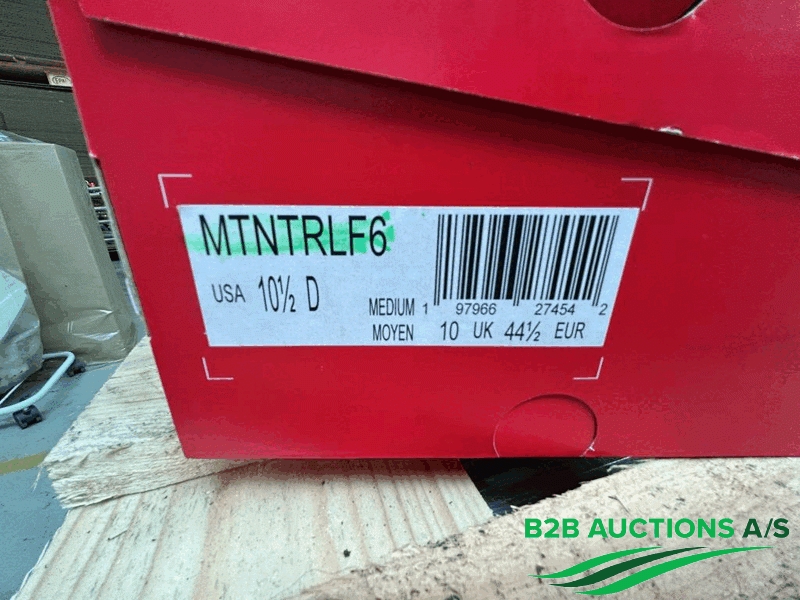 MTNTRLF6
USA 10½ D
MEDIUM 1 97966 27454 2
MOYEN 10 UK 44½ EUR
B2B AUCTIONS A/S